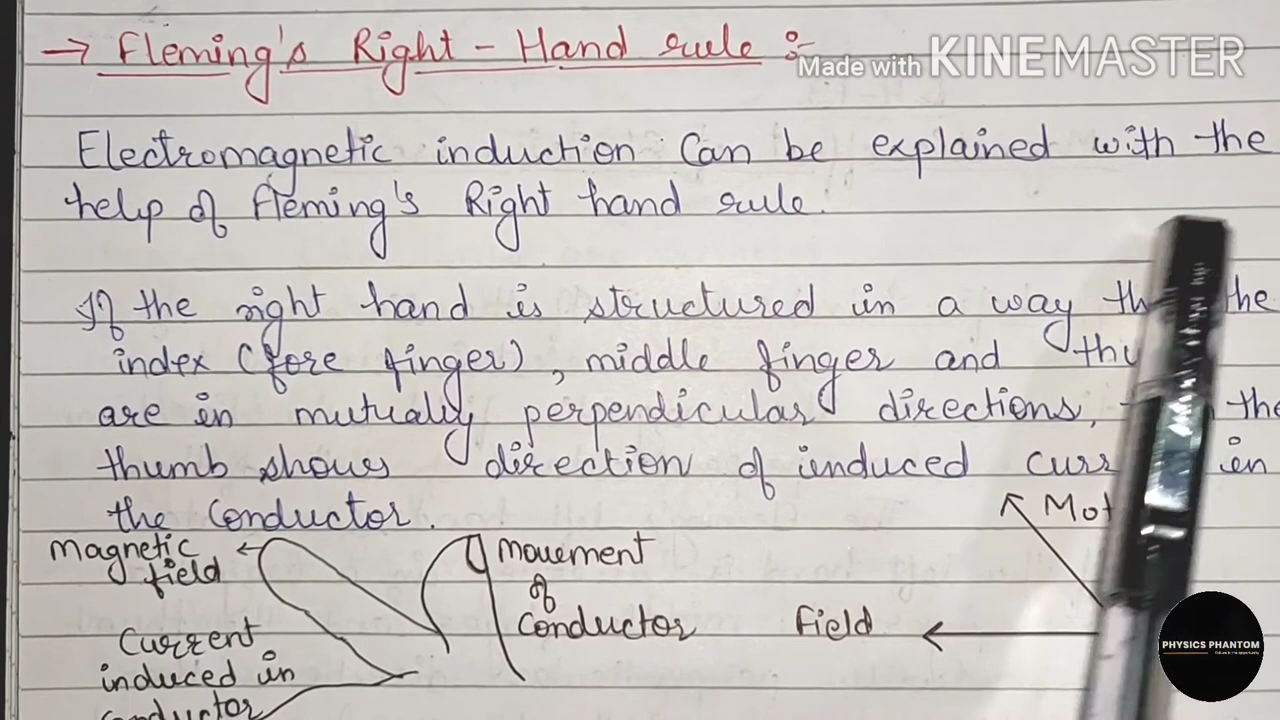 → Fleming's Right - Hand rule :-
Made with KINEMASTER
Electromagnetic induction can be explained with the
help of Fleming's Right hand rule.
If the right hand is structured in a way the
index (fore finger), middle finger and
are in mutually perpendicular directions, the
thumb shows direction of induced in
the conductor.
Magnetic
field
movement
of
conductor
Current
induced in
conductor
Field
PHYSICS PHANTOM